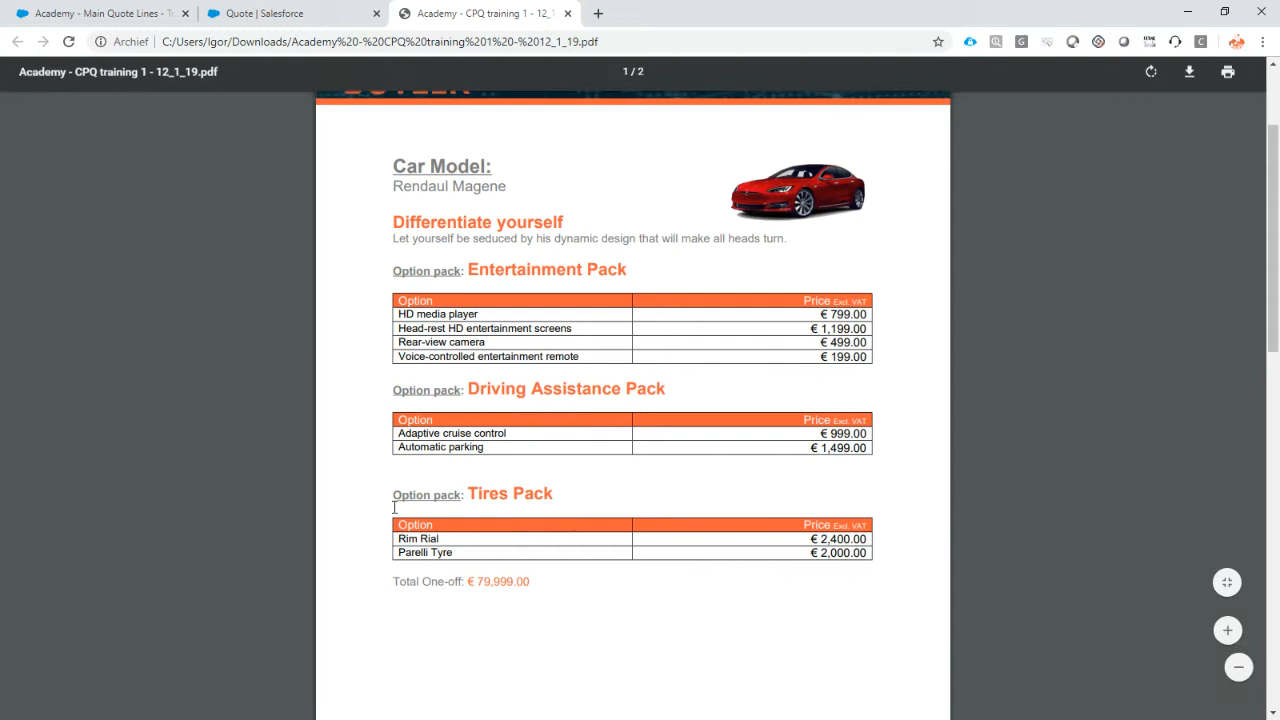 Academy - Main Quote Lines - Tr
Quote | Salesforce
Academy - CPQ training 1 - 12_1_
Archief
C:/Users/Igor/Downloads/Academy%20-%20CPQ%20training%201%20-%2012_1_19.pdf
Academy - CPQ training 1 - 12_1_19.pdf
1 / 2
Car Model:
Rendaul Magene
Differentiate yourself
Let yourself be seduced by his dynamic design that will make all heads turn.
Option pack: Entertainment Pack
Option Price Excl. VAT
HD media player € 799.00
Head-rest HD entertainment screens € 1,199.00
Rear-view camera € 499.00
Voice-controlled entertainment remote € 199.00
Option pack: Driving Assistance Pack
Option Price Excl. VAT
Adaptive cruise control € 999.00
Automatic parking € 1,499.00
Option pack: Tires Pack
Option Price Excl. VAT
Rim Rial € 2,400.00
Parelli Tyre € 2,000.00
Total One-off: € 79,999.00